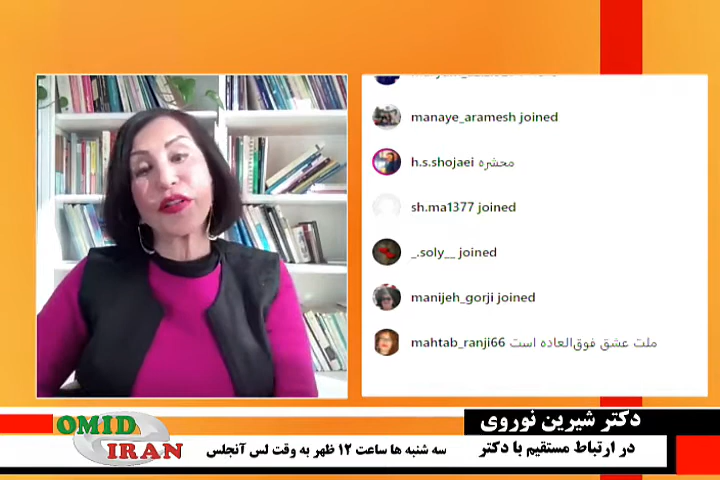 manaye_aramesh joined
h.s.shojaei محشره
sh.ma1377 joined
_.soly__ joined
manijeh_gorji joined
mahtab_ranji66 ملت عشق فوق‌العاده است
دکتر شیرین نوروی
در ارتباط مستقیم با دکتر
سه شنبه ها ساعت ۱۲ ظهر به وقت لس آنجلس
OMID
IRAN